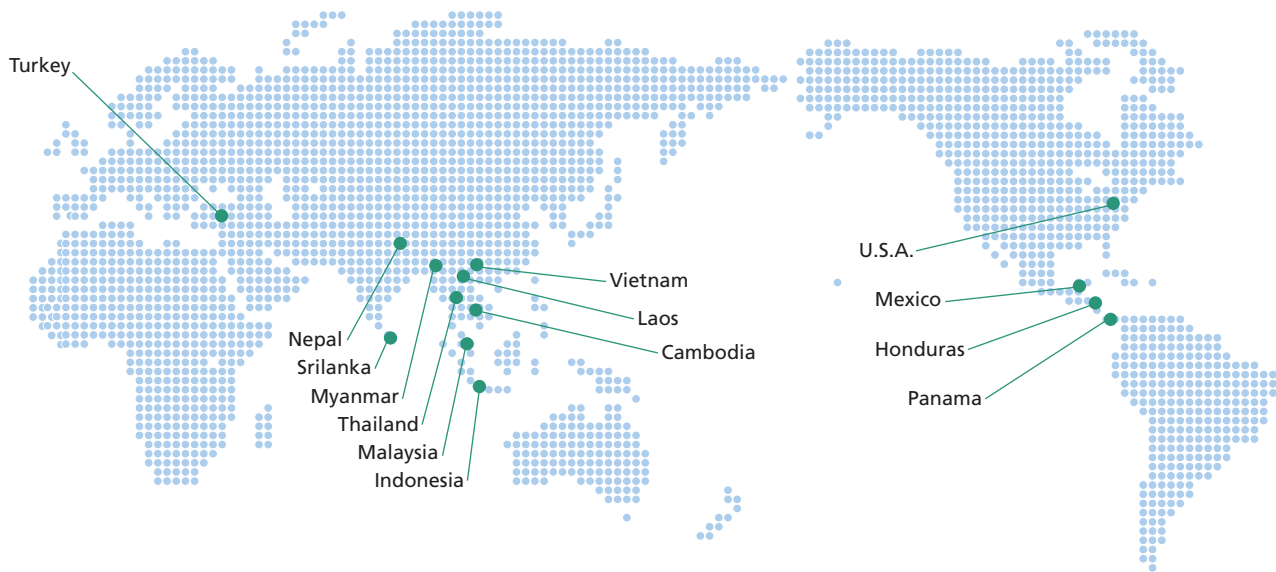 Turkey
Nepal
Srilanka
Myanmar
Thailand
Malaysia
Indonesia
Vietnam
Laos
Cambodia
U.S.A.
Mexico
Honduras
Panama